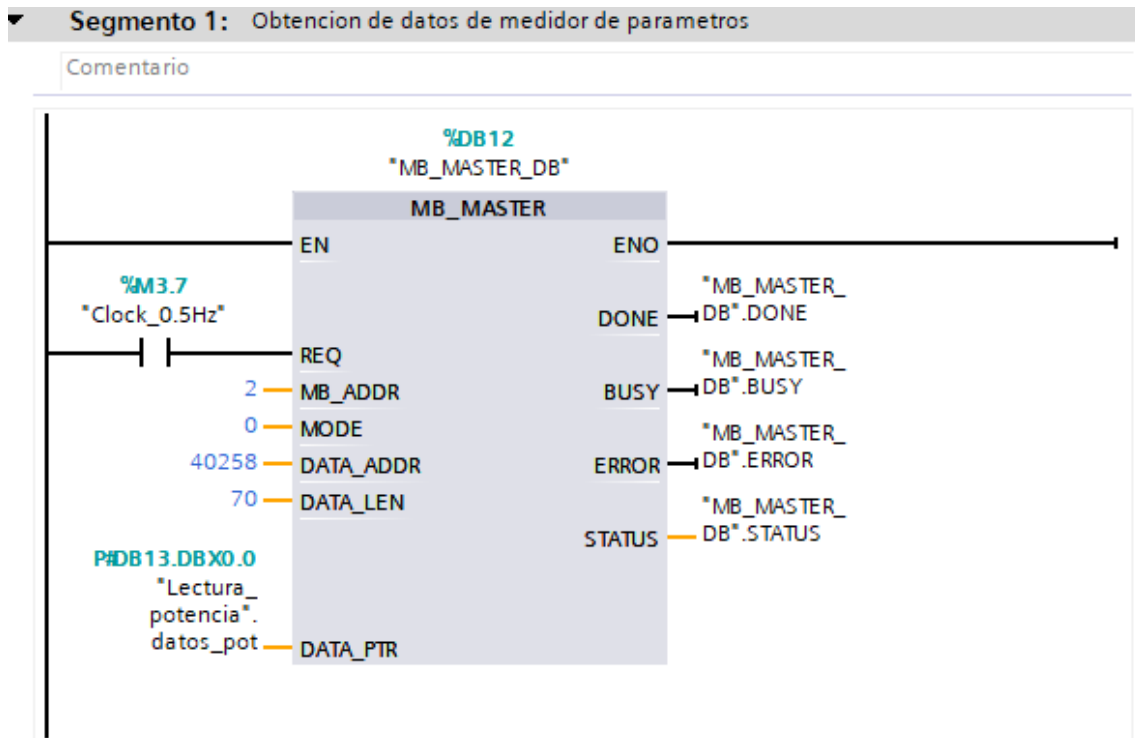 Segmento 1: Obtencion de datos de medidor de parametros
Comentario
%DB12
"MB_MASTER_DB"
MB_MASTER
EN
ENO
%M3.7
"Clock_0.5Hz"
"MB_MASTER_
DB".DONE
DONE
REQ
"MB_MASTER_
DB".BUSY
BUSY
2
MB_ADDR
0
MODE
"MB_MASTER_
DB".ERROR
ERROR
40258
DATA_ADDR
70
DATA_LEN
"MB_MASTER_
DB".STATUS
STATUS
P#DB13.DBX0.0
"Lectura_
potencia".
datos_pot
DATA_PTR